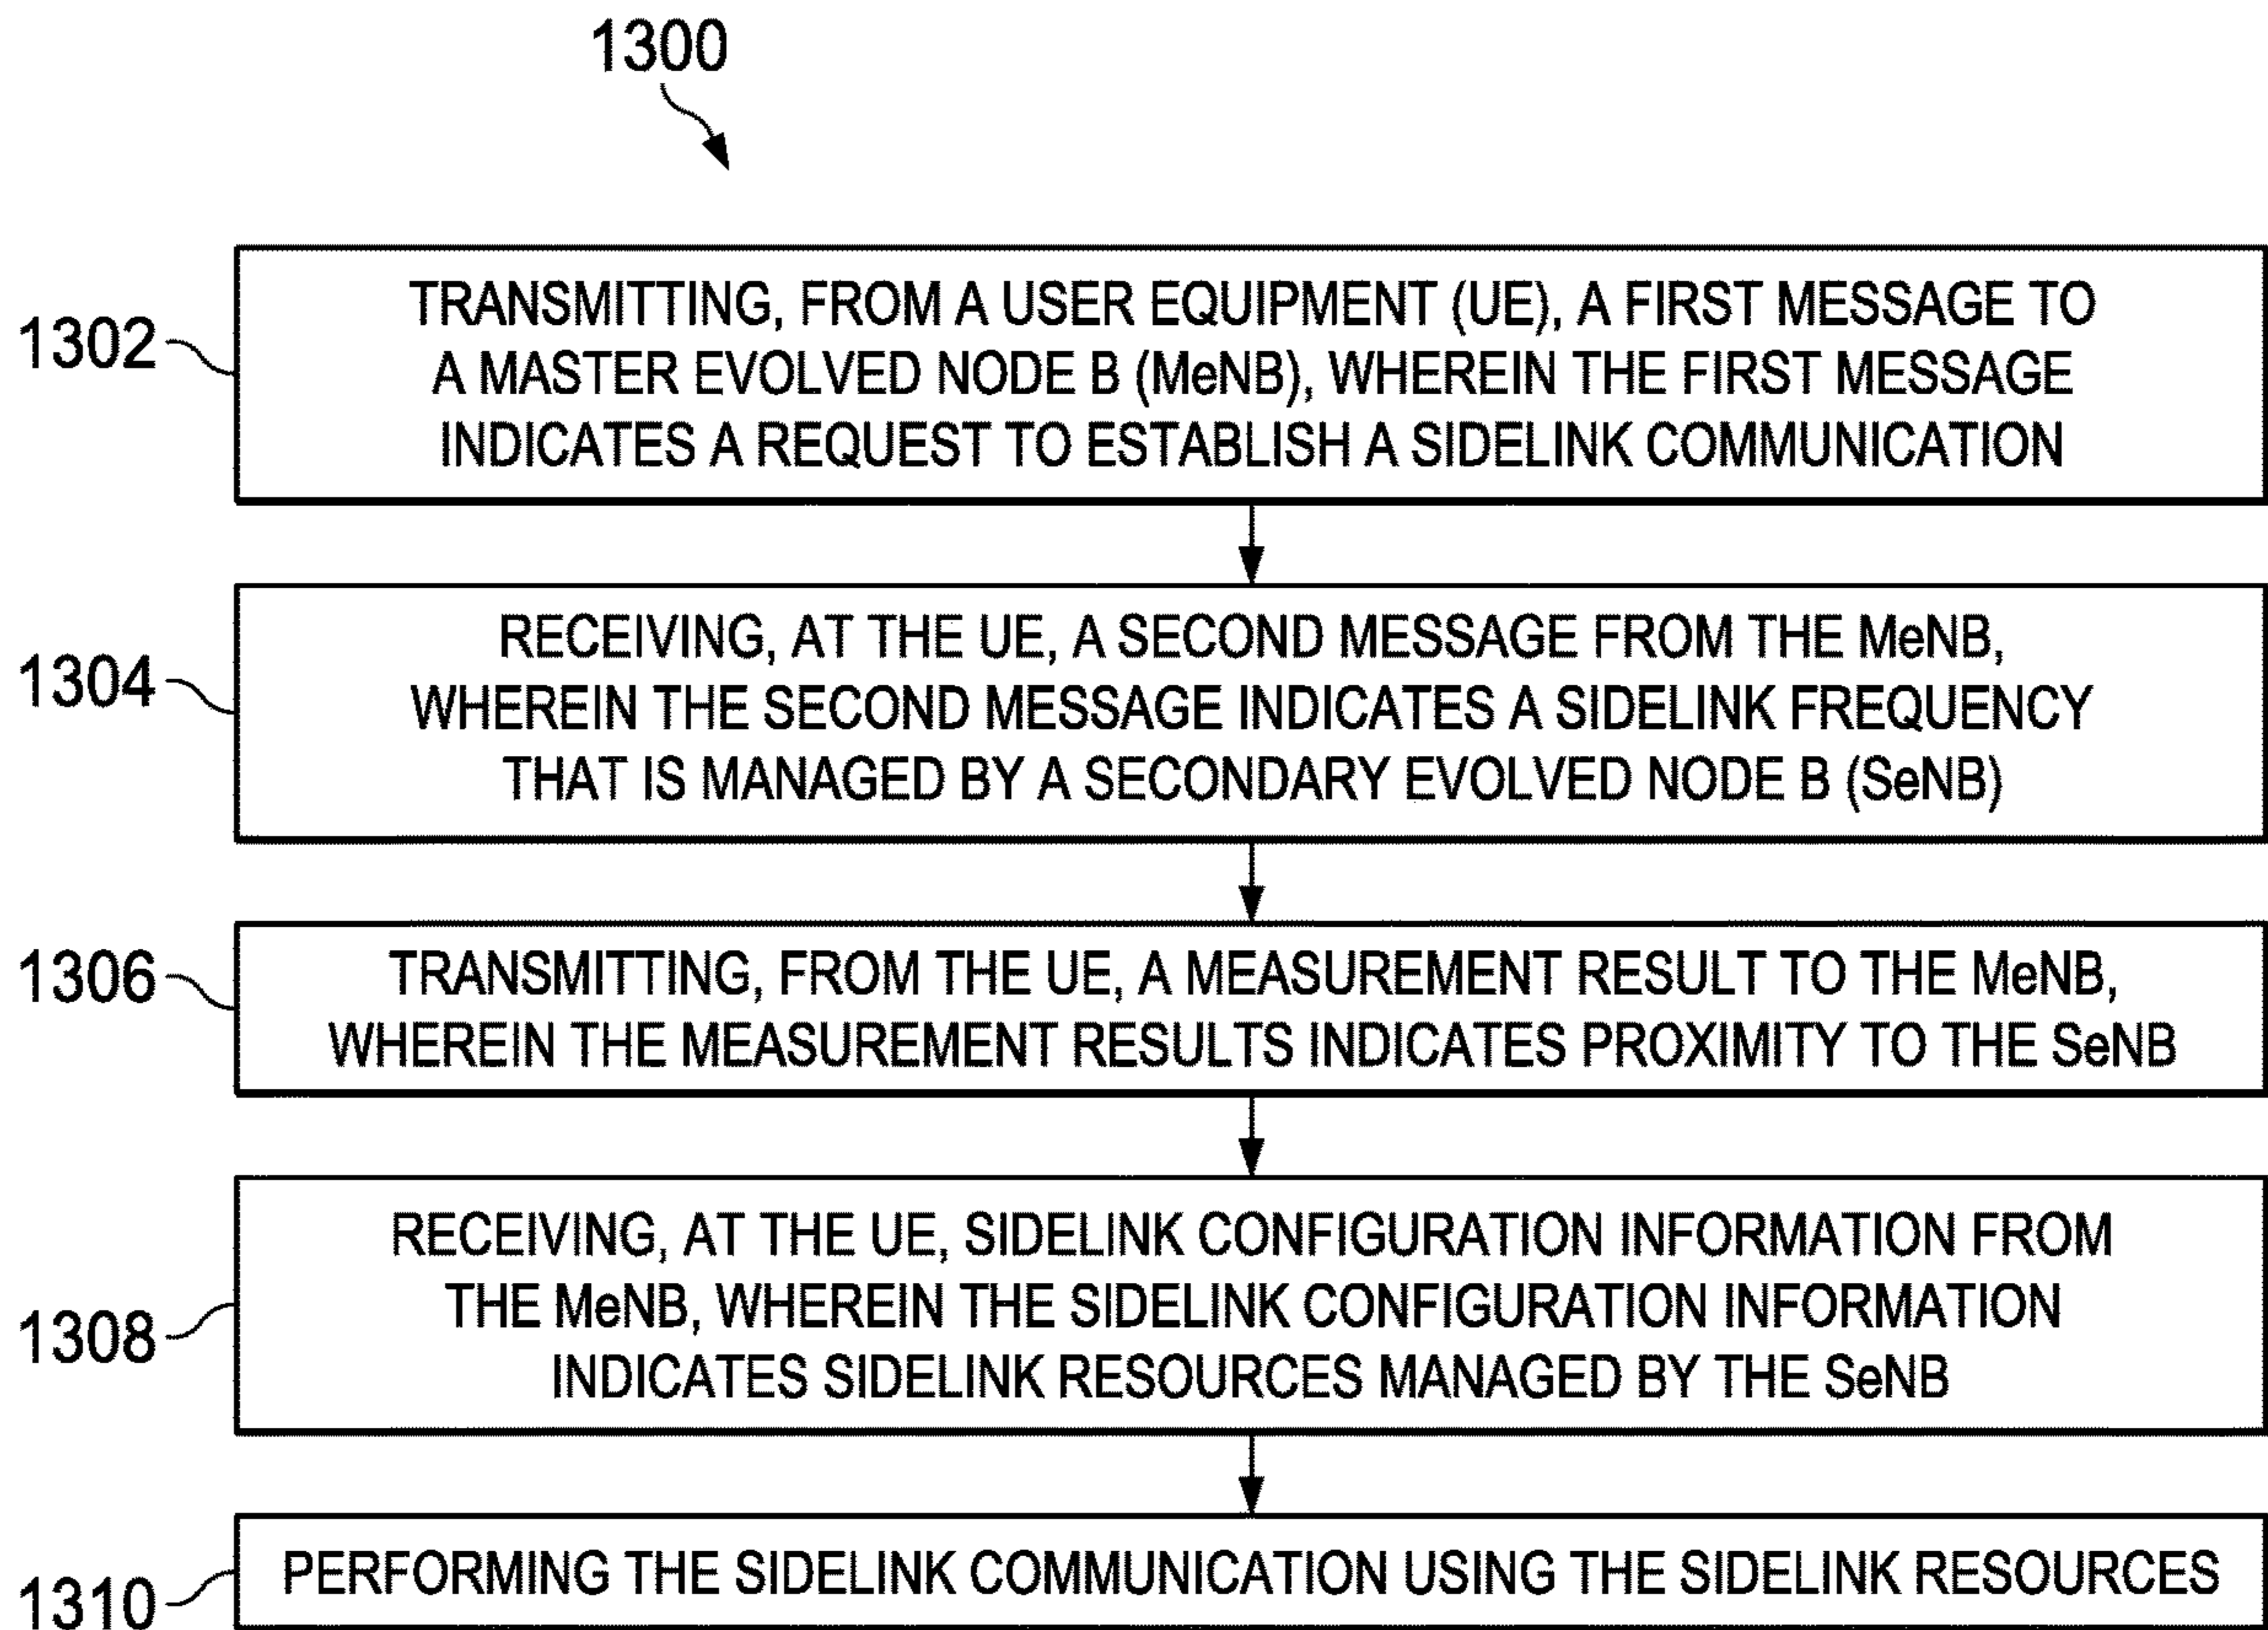 1300
1302
TRANSMITTING, FROM A USER EQUIPMENT (UE), A FIRST MESSAGE TO
A MASTER EVOLVED NODE B (MeNB), WHEREIN THE FIRST MESSAGE
INDICATES A REQUEST TO ESTABLISH A SIDELINK COMMUNICATION
1304
RECEIVING, AT THE UE, A SECOND MESSAGE FROM THE MeNB,
WHEREIN THE SECOND MESSAGE INDICATES A SIDELINK FREQUENCY
THAT IS MANAGED BY A SECONDARY EVOLVED NODE B (SeNB)
1306
TRANSMITTING, FROM THE UE, A MEASUREMENT RESULT TO THE MeNB,
WHEREIN THE MEASUREMENT RESULTS INDICATES PROXIMITY TO THE SeNB
1308
RECEIVING, AT THE UE, SIDELINK CONFIGURATION INFORMATION FROM
THE MeNB, WHEREIN THE SIDELINK CONFIGURATION INFORMATION
INDICATES SIDELINK RESOURCES MANAGED BY THE SeNB
1310
PERFORMING THE SIDELINK COMMUNICATION USING THE SIDELINK RESOURCES